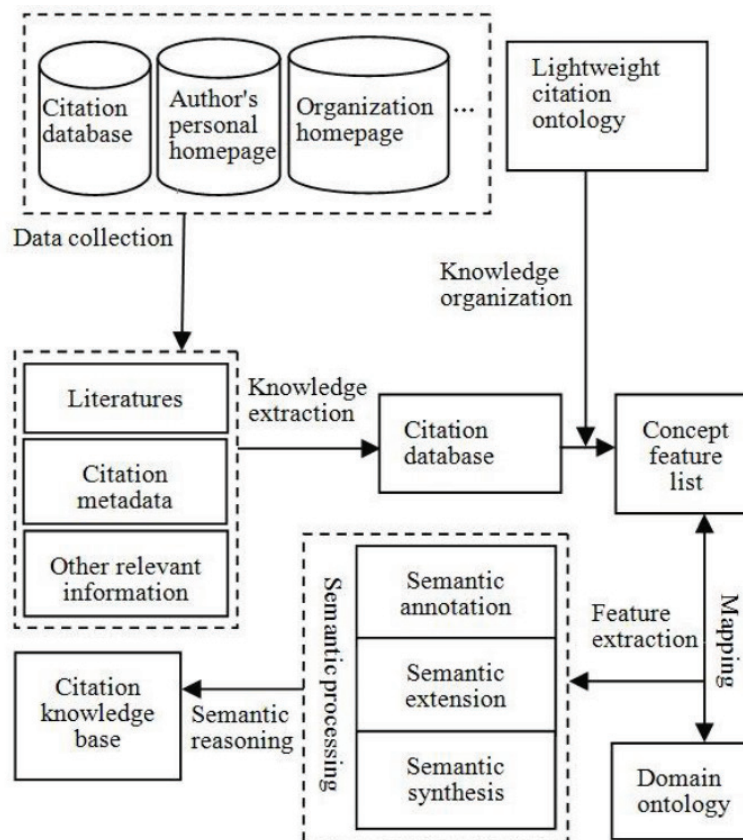 Citation
database
Author's
personal
homepage
Organization
homepage
...
Lightweight
citation
ontology
Data collection
Knowledge
organization
Literatures
Citation
metadata
Other relevant
information
Knowledge
extraction
Citation
database
Concept
feature
list
Semantic processing
Semantic
annotation
Semantic
extension
Semantic
synthesis
Feature
extraction
Mapping
Citation
knowledge
base
Semantic
reasoning
Domain
ontology